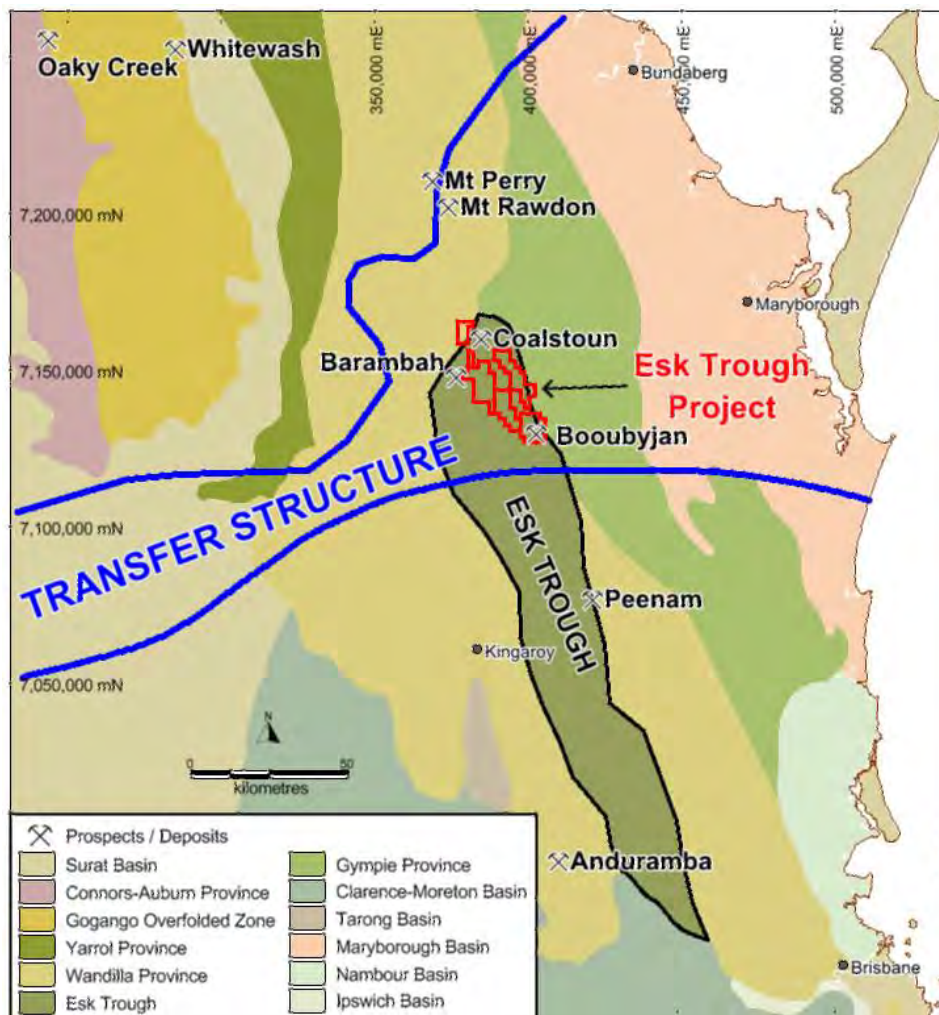 350,000 mE
400,000 mE
450,000 mE
500,000 mE
Oaky Creek
Whitewash
Bundaberg
Mt Perry
Mt Rawdon
7,200,000 mN
Maryborough
Coalstoun
Barambah
7,150,000 mN
Esk Trough
Project
Booubyjan
TRANSFER STRUCTURE
7,100,000 mN
ESK TROUGH
Peenam
Kingaroy
7,050,000 mN
N
0 50
kilometres
Anduramba
Brisbane
Prospects / Deposits
Surat Basin
Connors-Auburn Province
Gogango Overfolded Zone
Yarrol Province
Wandilla Province
Esk Trough
Gympie Province
Clarence-Moreton Basin
Tarong Basin
Maryborough Basin
Nambour Basin
Ipswich Basin